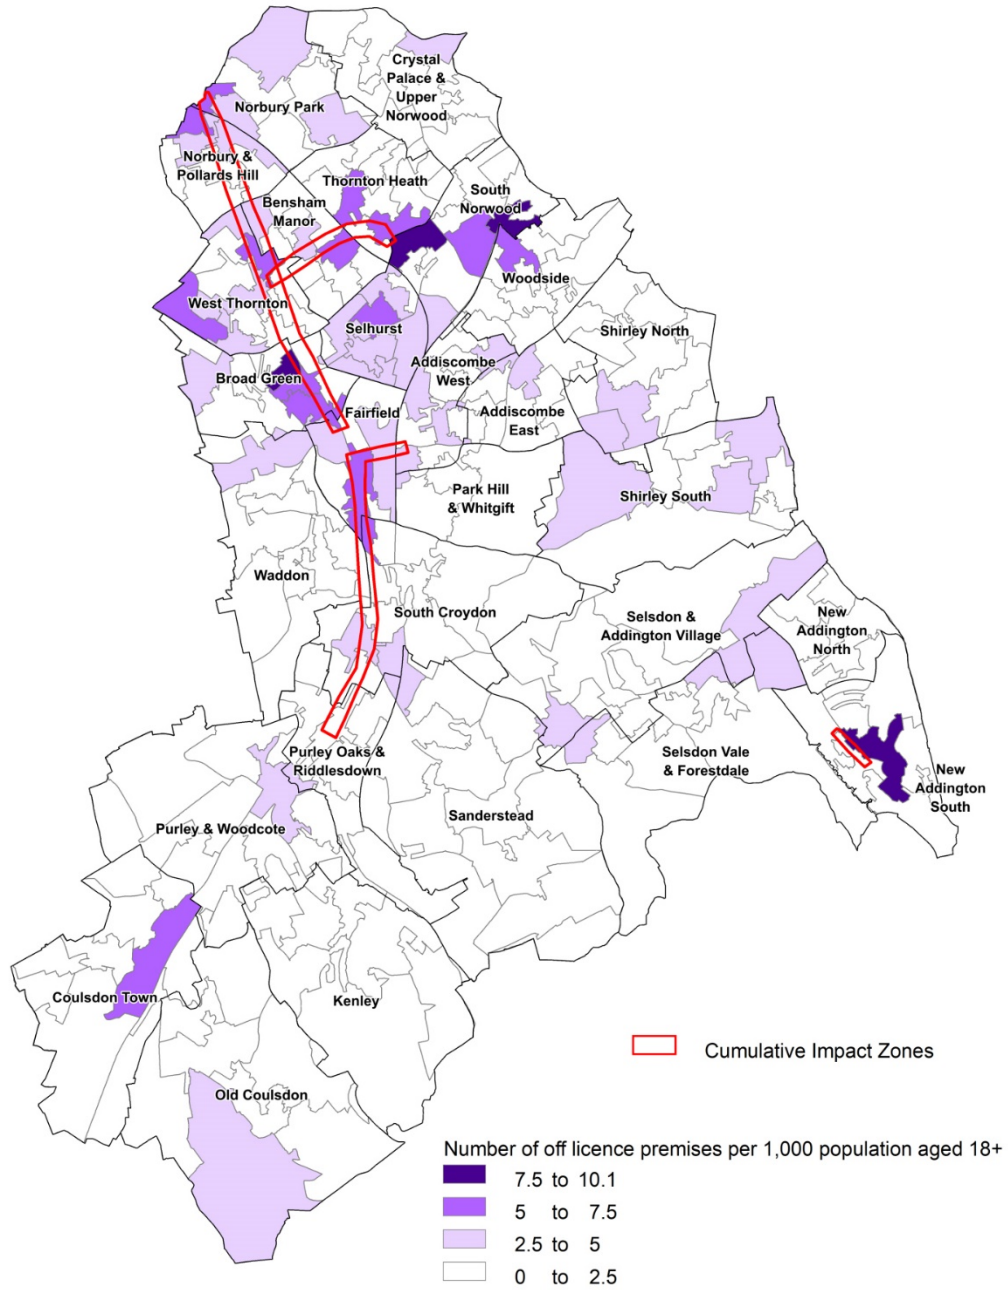 Crystal
Palace &
Upper
Norwood
Norbury Park
Norbury &
Pollards Hill
Thornton Heath
South
Norwood
Bensham
Manor
Woodside
West Thornton
Selhurst
Shirley North
Addiscombe
West
Broad Green
Fairfield
Addiscombe
East
Park Hill
& Whitgift
Shirley South
Waddon
South Croydon
Selsdon &
Addington Village
New
Addington
North
Purley Oaks &
Riddlesdown
Selsdon Vale
& Forestdale
New
Addington
South
Sanderstead
Purley & Woodcote
Coulsdon Town
Kenley
Old Coulsdon
Cumulative Impact Zones
Number of off licence premises per 1,000 population aged 18+
7.5 to 10.1
5 to 7.5
2.5 to 5
0 to 2.5